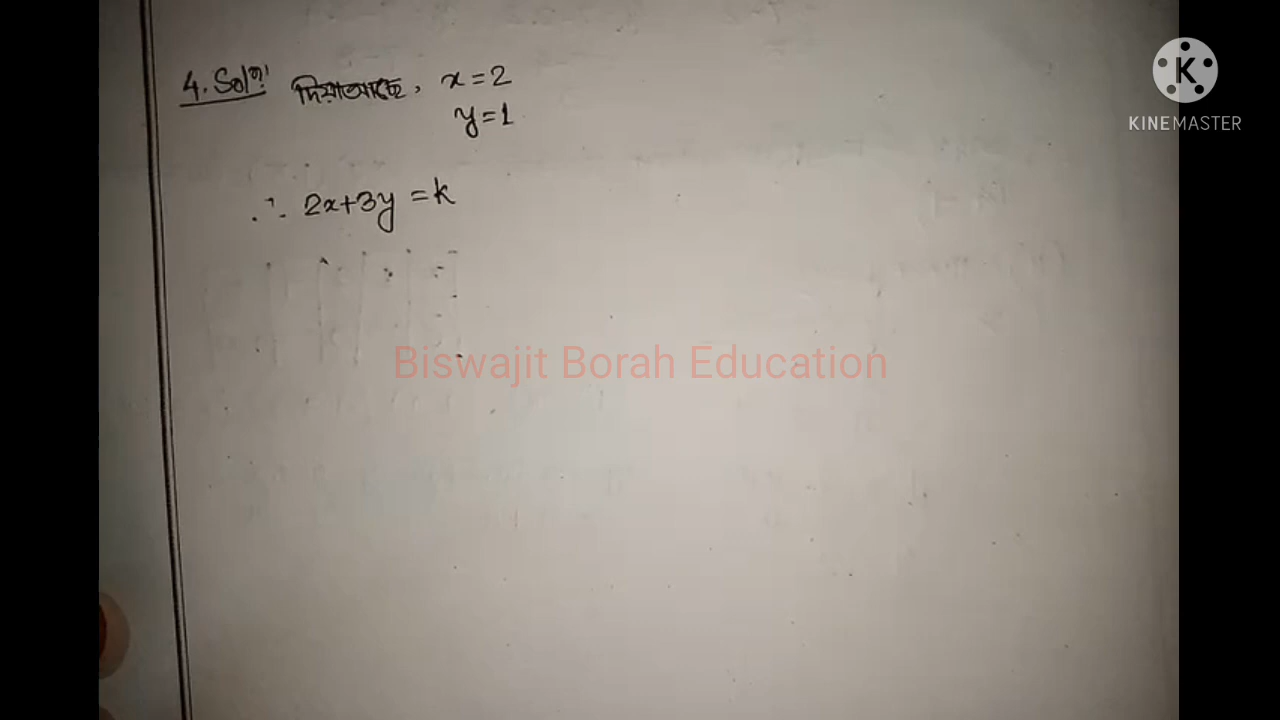 4. Solⁿ: দিয়া আছে, x = 2
y = 1
∴ 2x+3y = k
Biswajit Borah Education
K
KINEMASTER